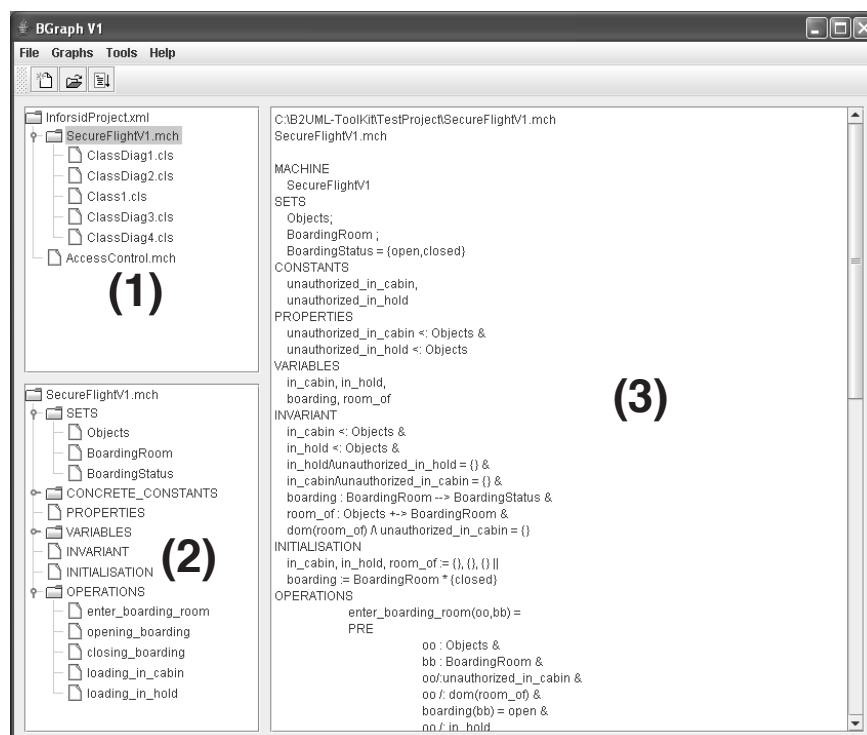 BGraph V1
File Graphs Tools Help
InforsidProject.xml
SecureFlightV1.mch
ClassDiag1.cls
ClassDiag2.cls
Class1.cls
ClassDiag3.cls
ClassDiag4.cls
AccessControl.mch
(1)
SecureFlightV1.mch
SETS
Objects
BoardingRoom
BoardingStatus
CONCRETE_CONSTANTS
PROPERTIES
VARIABLES
INVARIANT
INITIALISATION
OPERATIONS
enter_boarding_room
opening_boarding
closing_boarding
loading_in_cabin
loading_in_hold
(2)
C:\B2UML-ToolKit\TestProject\SecureFlightV1.mch
SecureFlightV1.mch
MACHINE
SecureFlightV1
SETS
Objects;
BoardingRoom ;
BoardingStatus = {open,closed}
CONSTANTS
unauthorized_in_cabin,
unauthorized_in_hold
PROPERTIES
unauthorized_in_cabin <: Objects &
unauthorized_in_hold <: Objects
VARIABLES
in_cabin, in_hold,
boarding, room_of
INVARIANT
in_cabin <: Objects &
in_hold <: Objects &
in_hold/\unauthorized_in_hold = {} &
in_cabin/\unauthorized_in_cabin = {} &
boarding : BoardingRoom --> BoardingStatus &
room_of : Objects +-> BoardingRoom &
dom(room_of) /\ unauthorized_in_cabin = {}
INITIALISATION
in_cabin, in_hold, room_of := {}, {}, {} ||
boarding := BoardingRoom * {closed}
OPERATIONS
enter_boarding_room(oo,bb) =
PRE
oo : Objects &
bb : BoardingRoom &
oo/:unauthorized_in_cabin &
oo /: dom(room_of) &
boarding(bb) = open &
oo /: in_hold
(3)